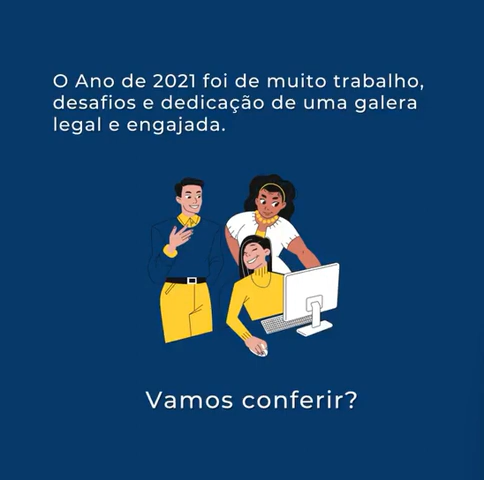 O Ano de 2021 foi de muito trabalho,
desafios e dedicação de uma galera
legal e engajada.
Vamos conferir?